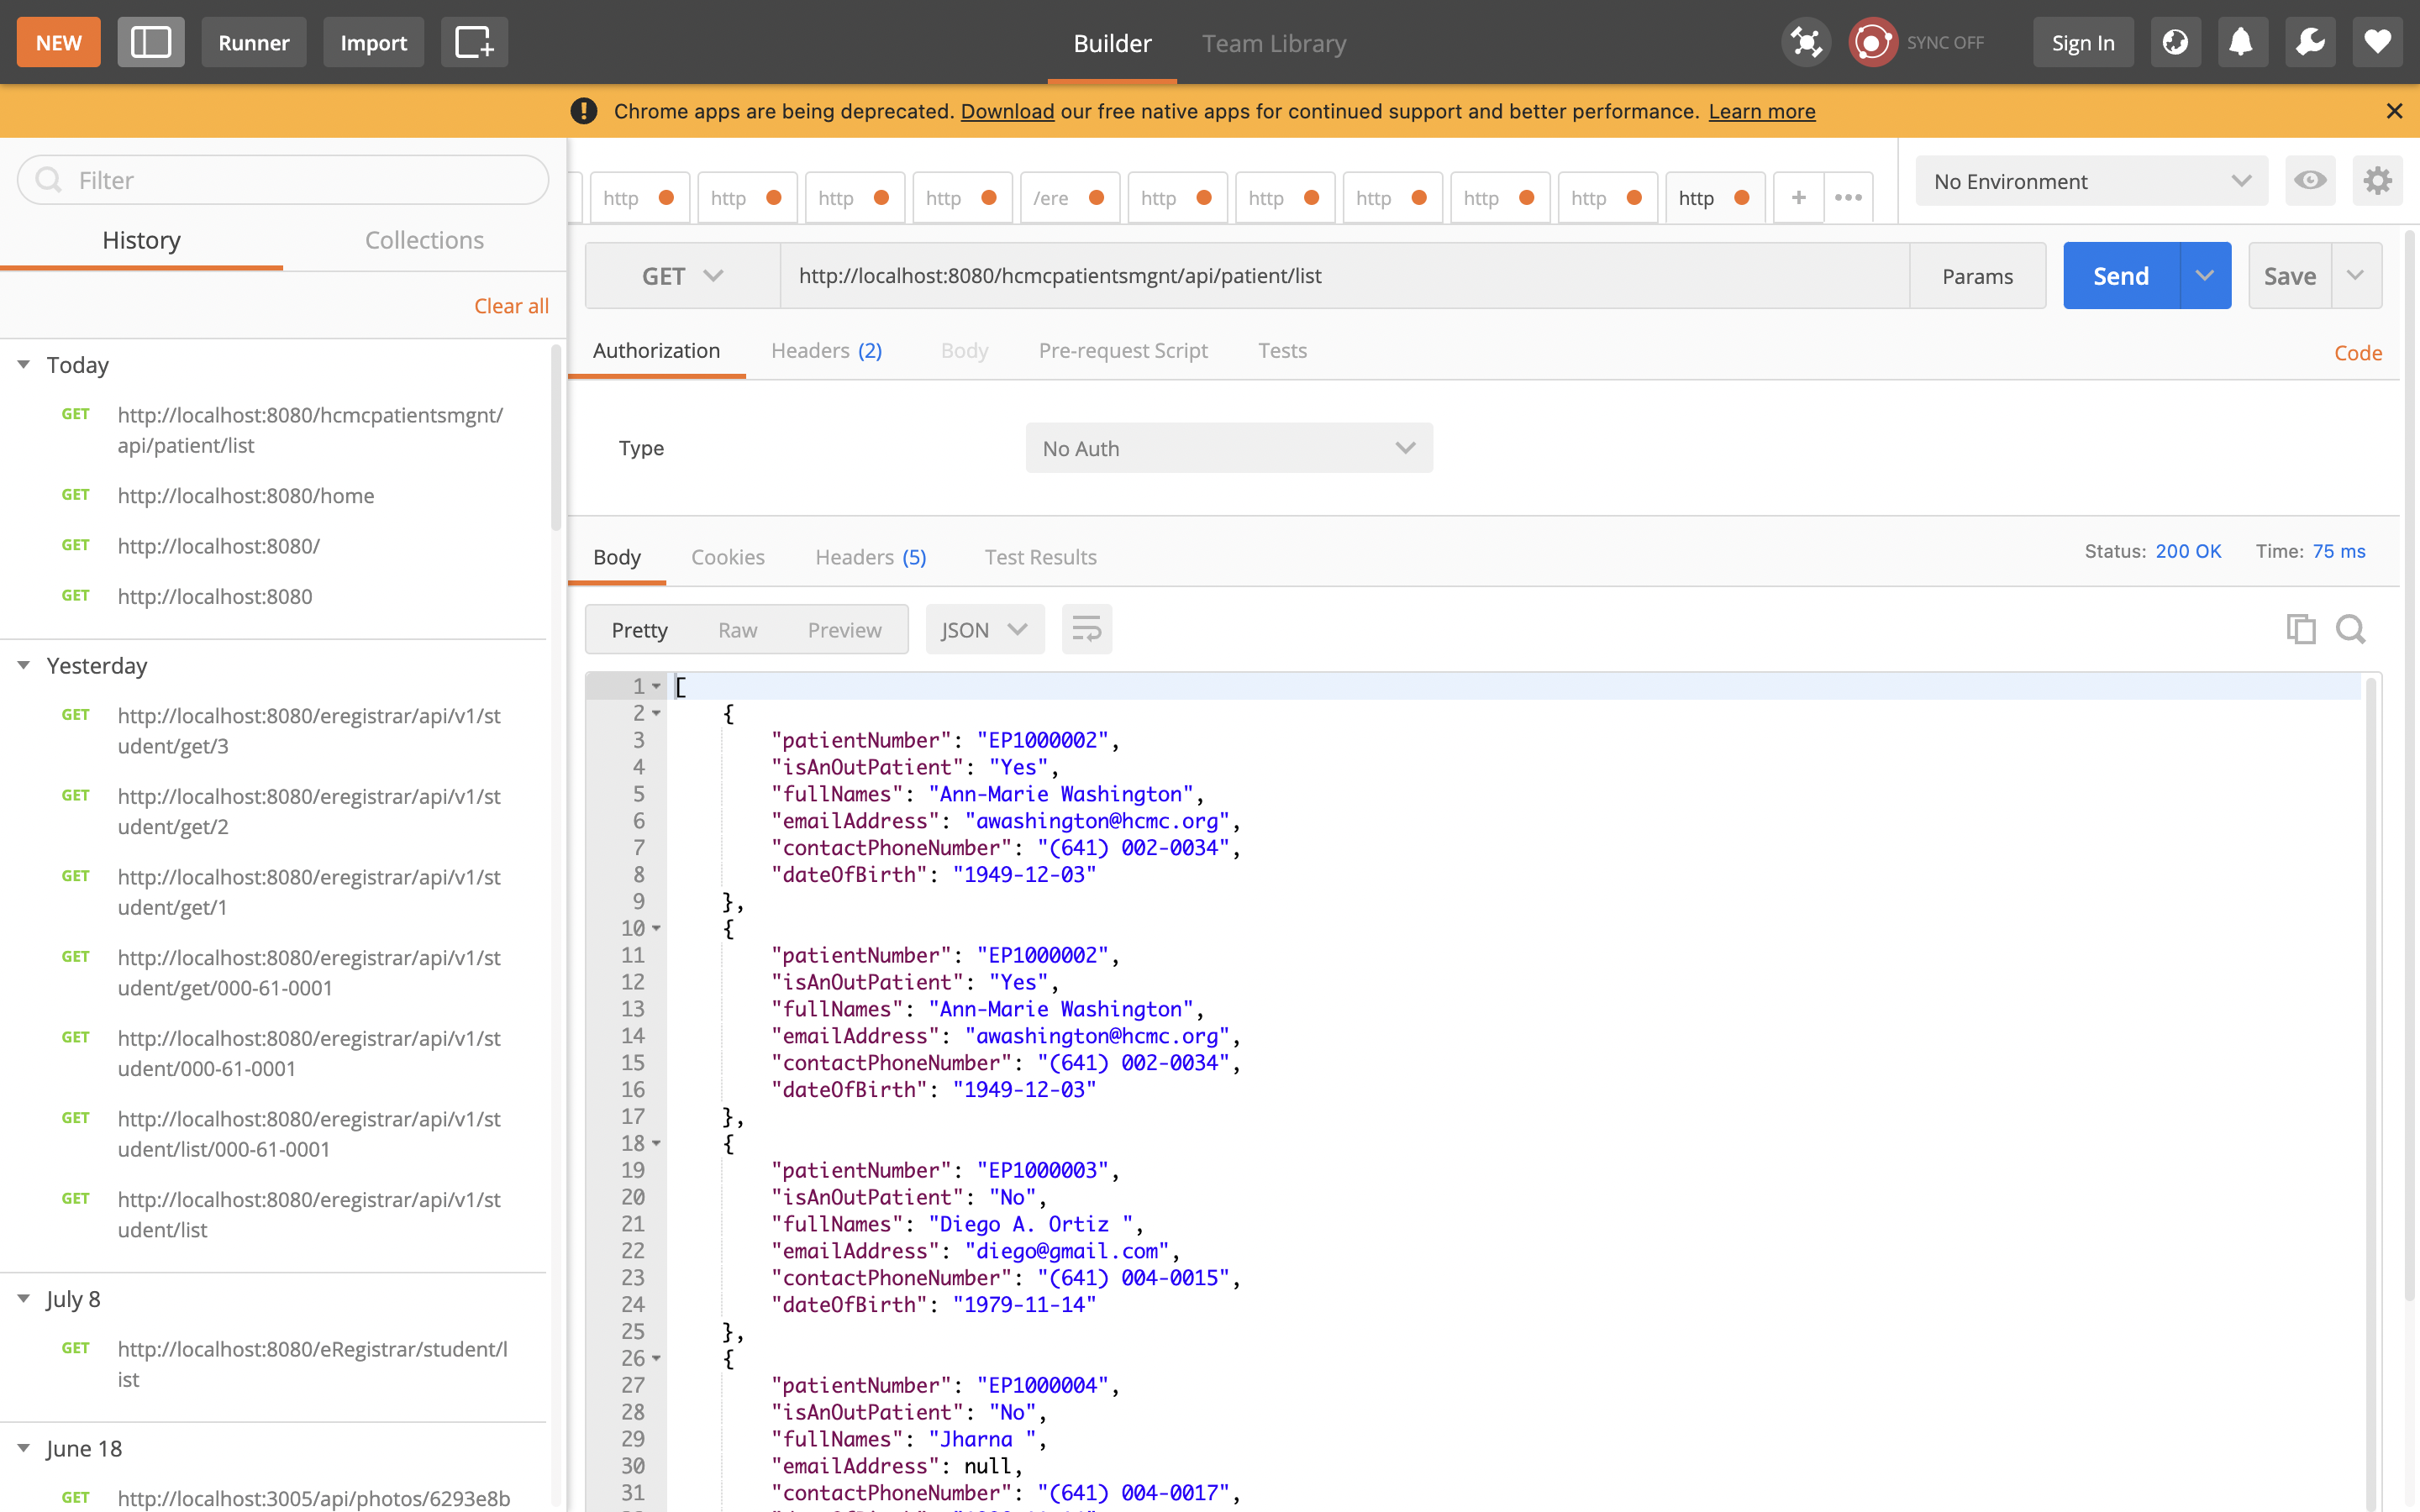 NEW
Runner
Import
Builder
Team Library
SYNC OFF
Sign In
Chrome apps are being deprecated. Download our free native apps for continued support and better performance. Learn more
Filter
History
Collections
Clear all
Today
GET http://localhost:8080/hcmcpatientsmgnt/
api/patient/list
GET http://localhost:8080/home
GET http://localhost:8080/
GET http://localhost:8080
Yesterday
GET http://localhost:8080/eregistrar/api/v1/st
udent/get/3
GET http://localhost:8080/eregistrar/api/v1/st
udent/get/2
GET http://localhost:8080/eregistrar/api/v1/st
udent/get/1
GET http://localhost:8080/eregistrar/api/v1/st
udent/get/000-61-0001
GET http://localhost:8080/eregistrar/api/v1/st
udent/000-61-0001
GET http://localhost:8080/eregistrar/api/v1/st
udent/list/000-61-0001
GET http://localhost:8080/eregistrar/api/v1/st
udent/list
July 8
GET http://localhost:8080/eRegistrar/student/l
ist
June 18
GET http://localhost:3005/api/photos/6293e8b
http http http http /ere http http http http http http + •••
No Environment
GET http://localhost:8080/hcmcpatientsmgnt/api/patient/list Params Send Save
Authorization Headers (2) Body Pre-request Script Tests Code
Type No Auth
Body Cookies Headers (5) Test Results Status: 200 OK Time: 75 ms
Pretty Raw Preview JSON
1 [
2 {
3 "patientNumber": "EP1000002",
4 "isAnOutPatient": "Yes",
5 "fullNames": "Ann-Marie Washington",
6 "emailAddress": "awashington@hcmc.org",
7 "contactPhoneNumber": "(641) 002-0034",
8 "dateOfBirth": "1949-12-03"
9 },
10 {
11 "patientNumber": "EP1000002",
12 "isAnOutPatient": "Yes",
13 "fullNames": "Ann-Marie Washington",
14 "emailAddress": "awashington@hcmc.org",
15 "contactPhoneNumber": "(641) 002-0034",
16 "dateOfBirth": "1949-12-03"
17 },
18 {
19 "patientNumber": "EP1000003",
20 "isAnOutPatient": "No",
21 "fullNames": "Diego A. Ortiz ",
22 "emailAddress": "diego@gmail.com",
23 "contactPhoneNumber": "(641) 004-0015",
24 "dateOfBirth": "1979-11-14"
25 },
26 {
27 "patientNumber": "EP1000004",
28 "isAnOutPatient": "No",
29 "fullNames": "Jharna ",
30 "emailAddress": null,
31 "contactPhoneNumber": "(641) 004-0017",